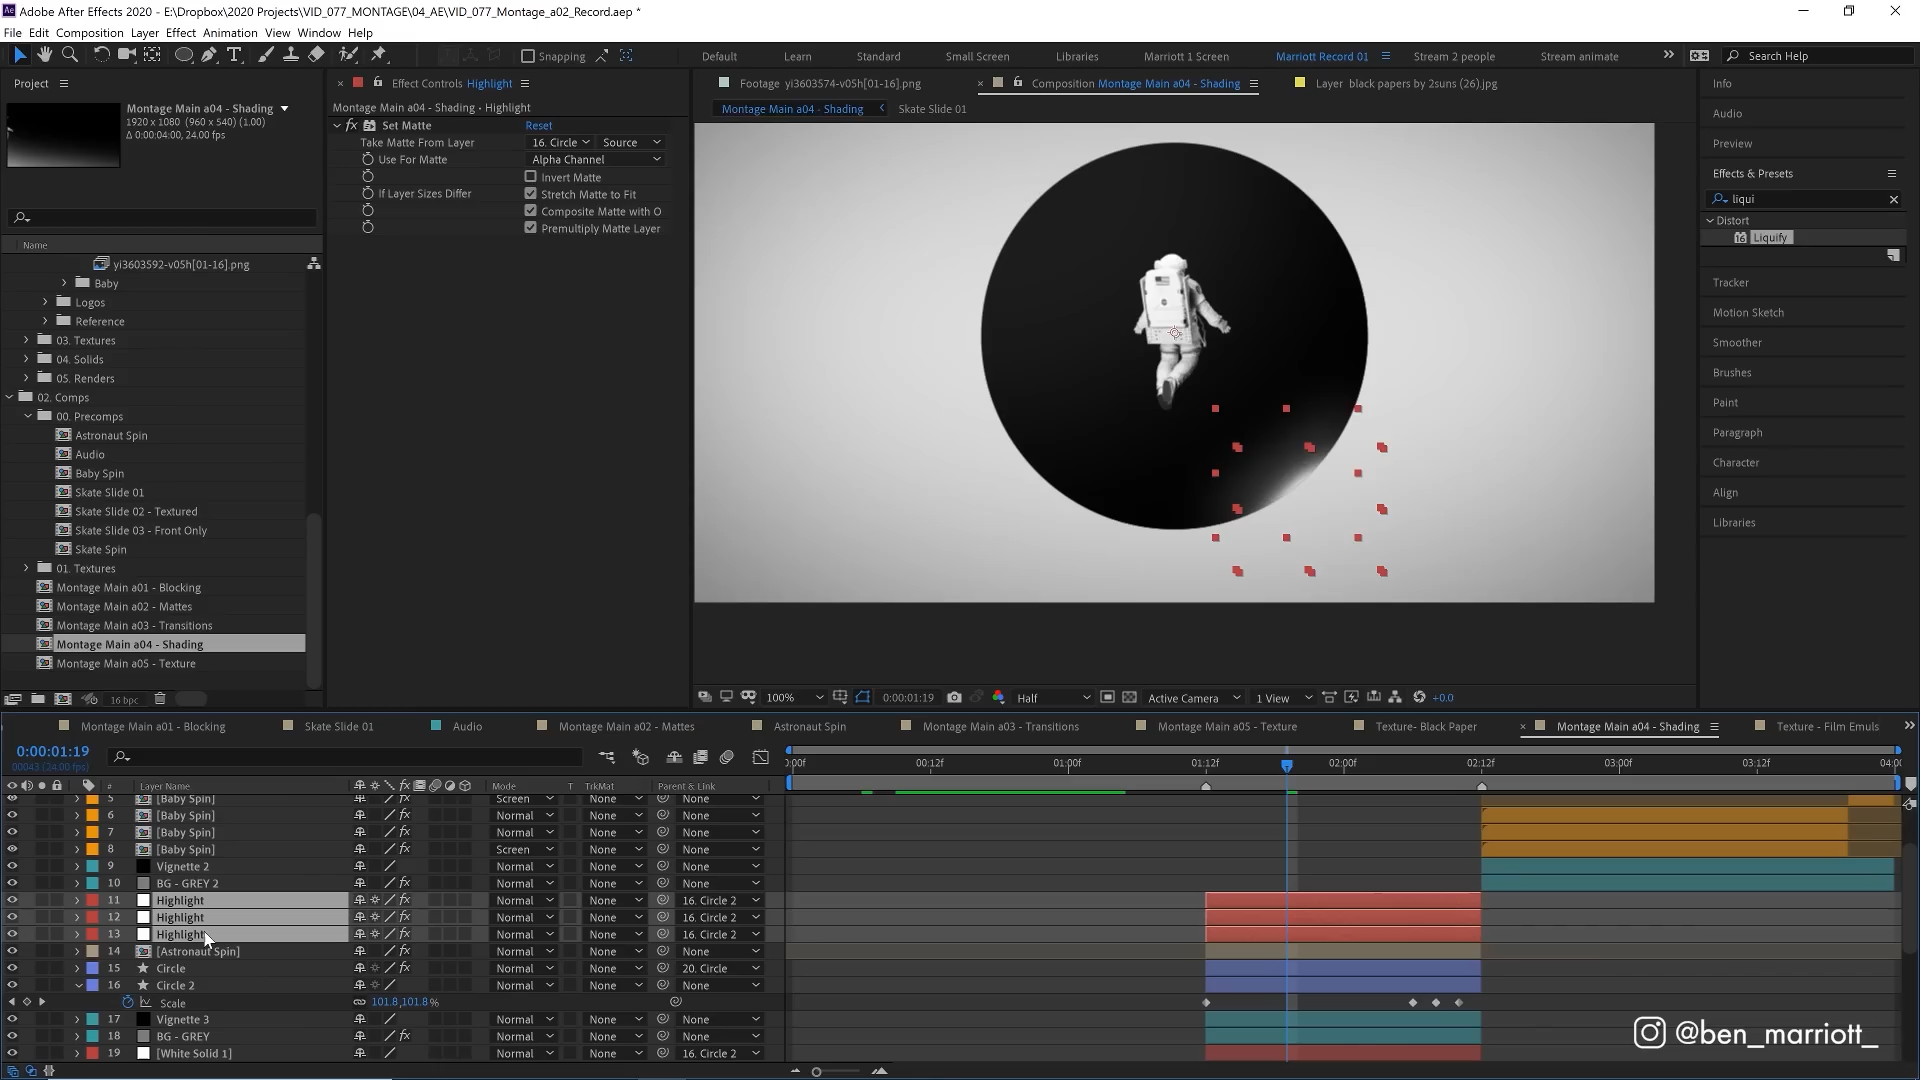 Adobe After Effects 2020 - E:\Dropbox\2020 Projects\VID_077_MONTAGE\04_AE\VID_077_Montage_a02_Record.aep *
File Edit Composition Layer Effect Animation View Window Help
Snapping
Default Learn Standard Small Screen Libraries Marriott 1 Screen Marriott Record 01 Stream 2 people Stream animate Search Help
Project
Montage Main a04 - Shading
1920 x 1080 (960 x 540) (1.00)
Δ 0:00:04:00, 24.00 fps
Name
yi3603592-v05h[01-16].png
Baby
Logos
Reference
03. Textures
04. Solids
05. Renders
02. Comps
00. Precomps
Astronaut Spin
Audio
Baby Spin
Skate Slide 01
Skate Slide 02 - Textured
Skate Slide 03 - Front Only
Skate Spin
01. Textures
Montage Main a01 - Blocking
Montage Main a02 - Mattes
Montage Main a03 - Transitions
Montage Main a04 - Shading
Montage Main a05 - Texture
16 bpc
Effect Controls Highlight
Montage Main a04 - Shading • Highlight
fx Set Matte Reset
Take Matte From Layer 16. Circle Source
Use For Matte Alpha Channel
Invert Matte
If Layer Sizes Differ Stretch Matte to Fit
Composite Matte with O
Premultiply Matte Layer
Footage yi3603574-v05h[01-16].png Composition Montage Main a04 - Shading Layer black papers by2suns (26).jpg
Montage Main a04 - Shading Skate Slide 01
100% 0:00:01:19 Half Active Camera 1 View +0.0
Info
Audio
Preview
Effects & Presets
liqui
Distort
16 Liquify
Tracker
Motion Sketch
Smoother
Brushes
Paint
Paragraph
Character
Align
Libraries
Montage Main a01 - Blocking Skate Slide 01 Audio Montage Main a02 - Mattes Astronaut Spin Montage Main a03 - Transitions Montage Main a05 - Texture Texture- Black Paper Montage Main a04 - Shading Texture - Film Emuls
0:00:01:19
00043 (24.00 fps)
:00f 00:12f 01:00f 01:12f 02:00f 02:12f 03:00f 03:12f 04:00
# Layer Name fx Mode T TrkMat Parent & Link
5 [Baby Spin] fx Screen None None
6 [Baby Spin] fx Normal None None
7 [Baby Spin] fx Normal None None
8 [Baby Spin] fx Screen None None
9 Vignette 2 Normal None None
10 BG - GREY 2 fx Normal None None
11 Highlight fx Normal None 16. Circle 2
12 Highlight fx Normal None 16. Circle 2
13 Highlight fx Normal None 16. Circle 2
14 [Astronaut Spin] fx Normal None None
15 Circle fx Normal None 20. Circle
16 Circle 2 Normal None None
Scale 101.8,101.8%
17 Vignette 3 Normal None None
18 BG - GREY fx Normal None None
19 [White Solid 1] Normal None 16. Circle 2
@ben_marriott_